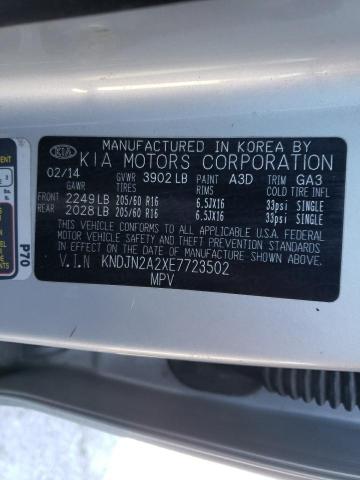 MANUFACTURED IN KOREA BY
KIA KIA MOTORS CORPORATION
02/14 GVWR 3902 LB PAINT A3D TRIM GA3
GAWR TIRES RIMS COLD TIRE INFL
FRONT 2249 LB 205/60 R16 6.5JX16 33psi SINGLE
REAR 2028 LB 205/60 R16 6.5JX16 33psi SINGLE
THIS VEHICLE CONFORMS TO ALL APPLICABLE U.S.A. FEDERAL
MOTOR VEHICLE SAFETY AND THEFT PREVENTION STANDARDS
IN EFFECT ON THE DATE OF MANUFACTURE SHOWN ABOVE.
V.I.N KNDJN2A2XE7723502
MPV
P70